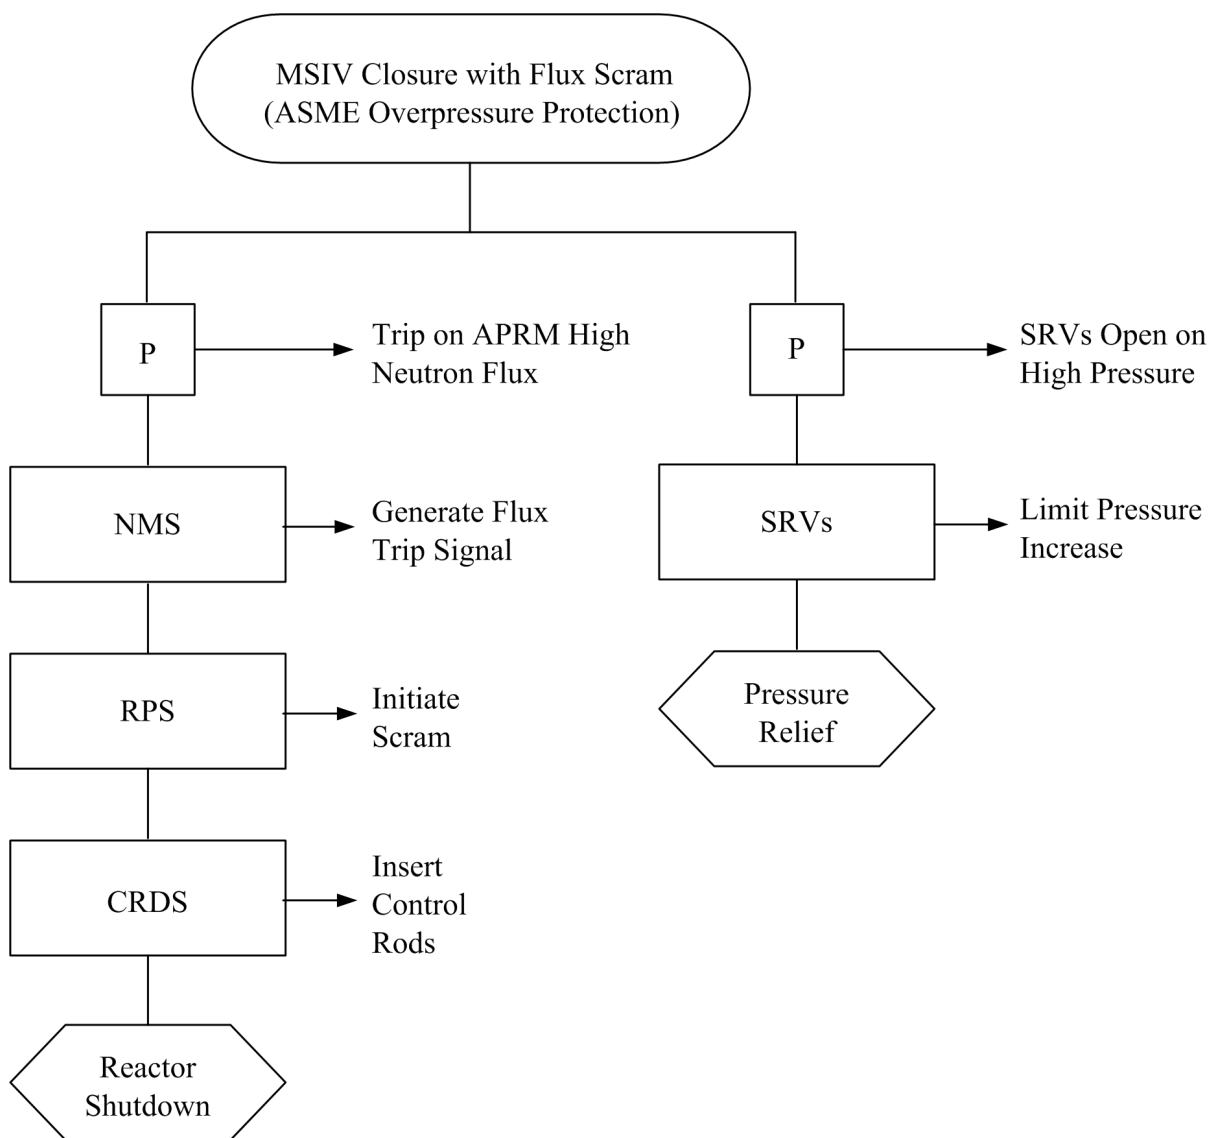 MSIV Closure with Flux Scram
(ASME Overpressure Protection)
P
Trip on APRM High
Neutron Flux
P
SRVs Open on
High Pressure
NMS
Generate Flux
Trip Signal
SRVs
Limit Pressure
Increase
RPS
Initiate
Scram
Pressure
Relief
CRDS
Insert
Control
Rods
Reactor
Shutdown